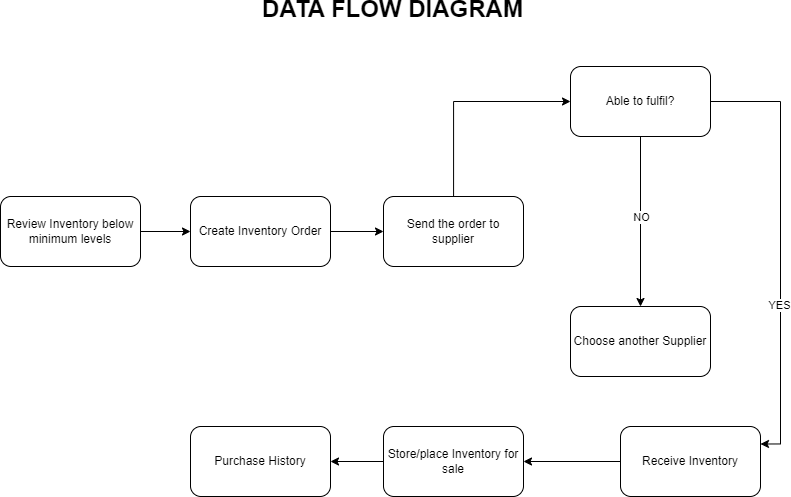 DATA FLOW DIAGRAM
Able to fulfil?
Review Inventory below
minimum levels
Create Inventory Order
Send the order to
supplier
NO
YES
Choose another Supplier
Purchase History
Store/place Inventory for
sale
Receive Inventory